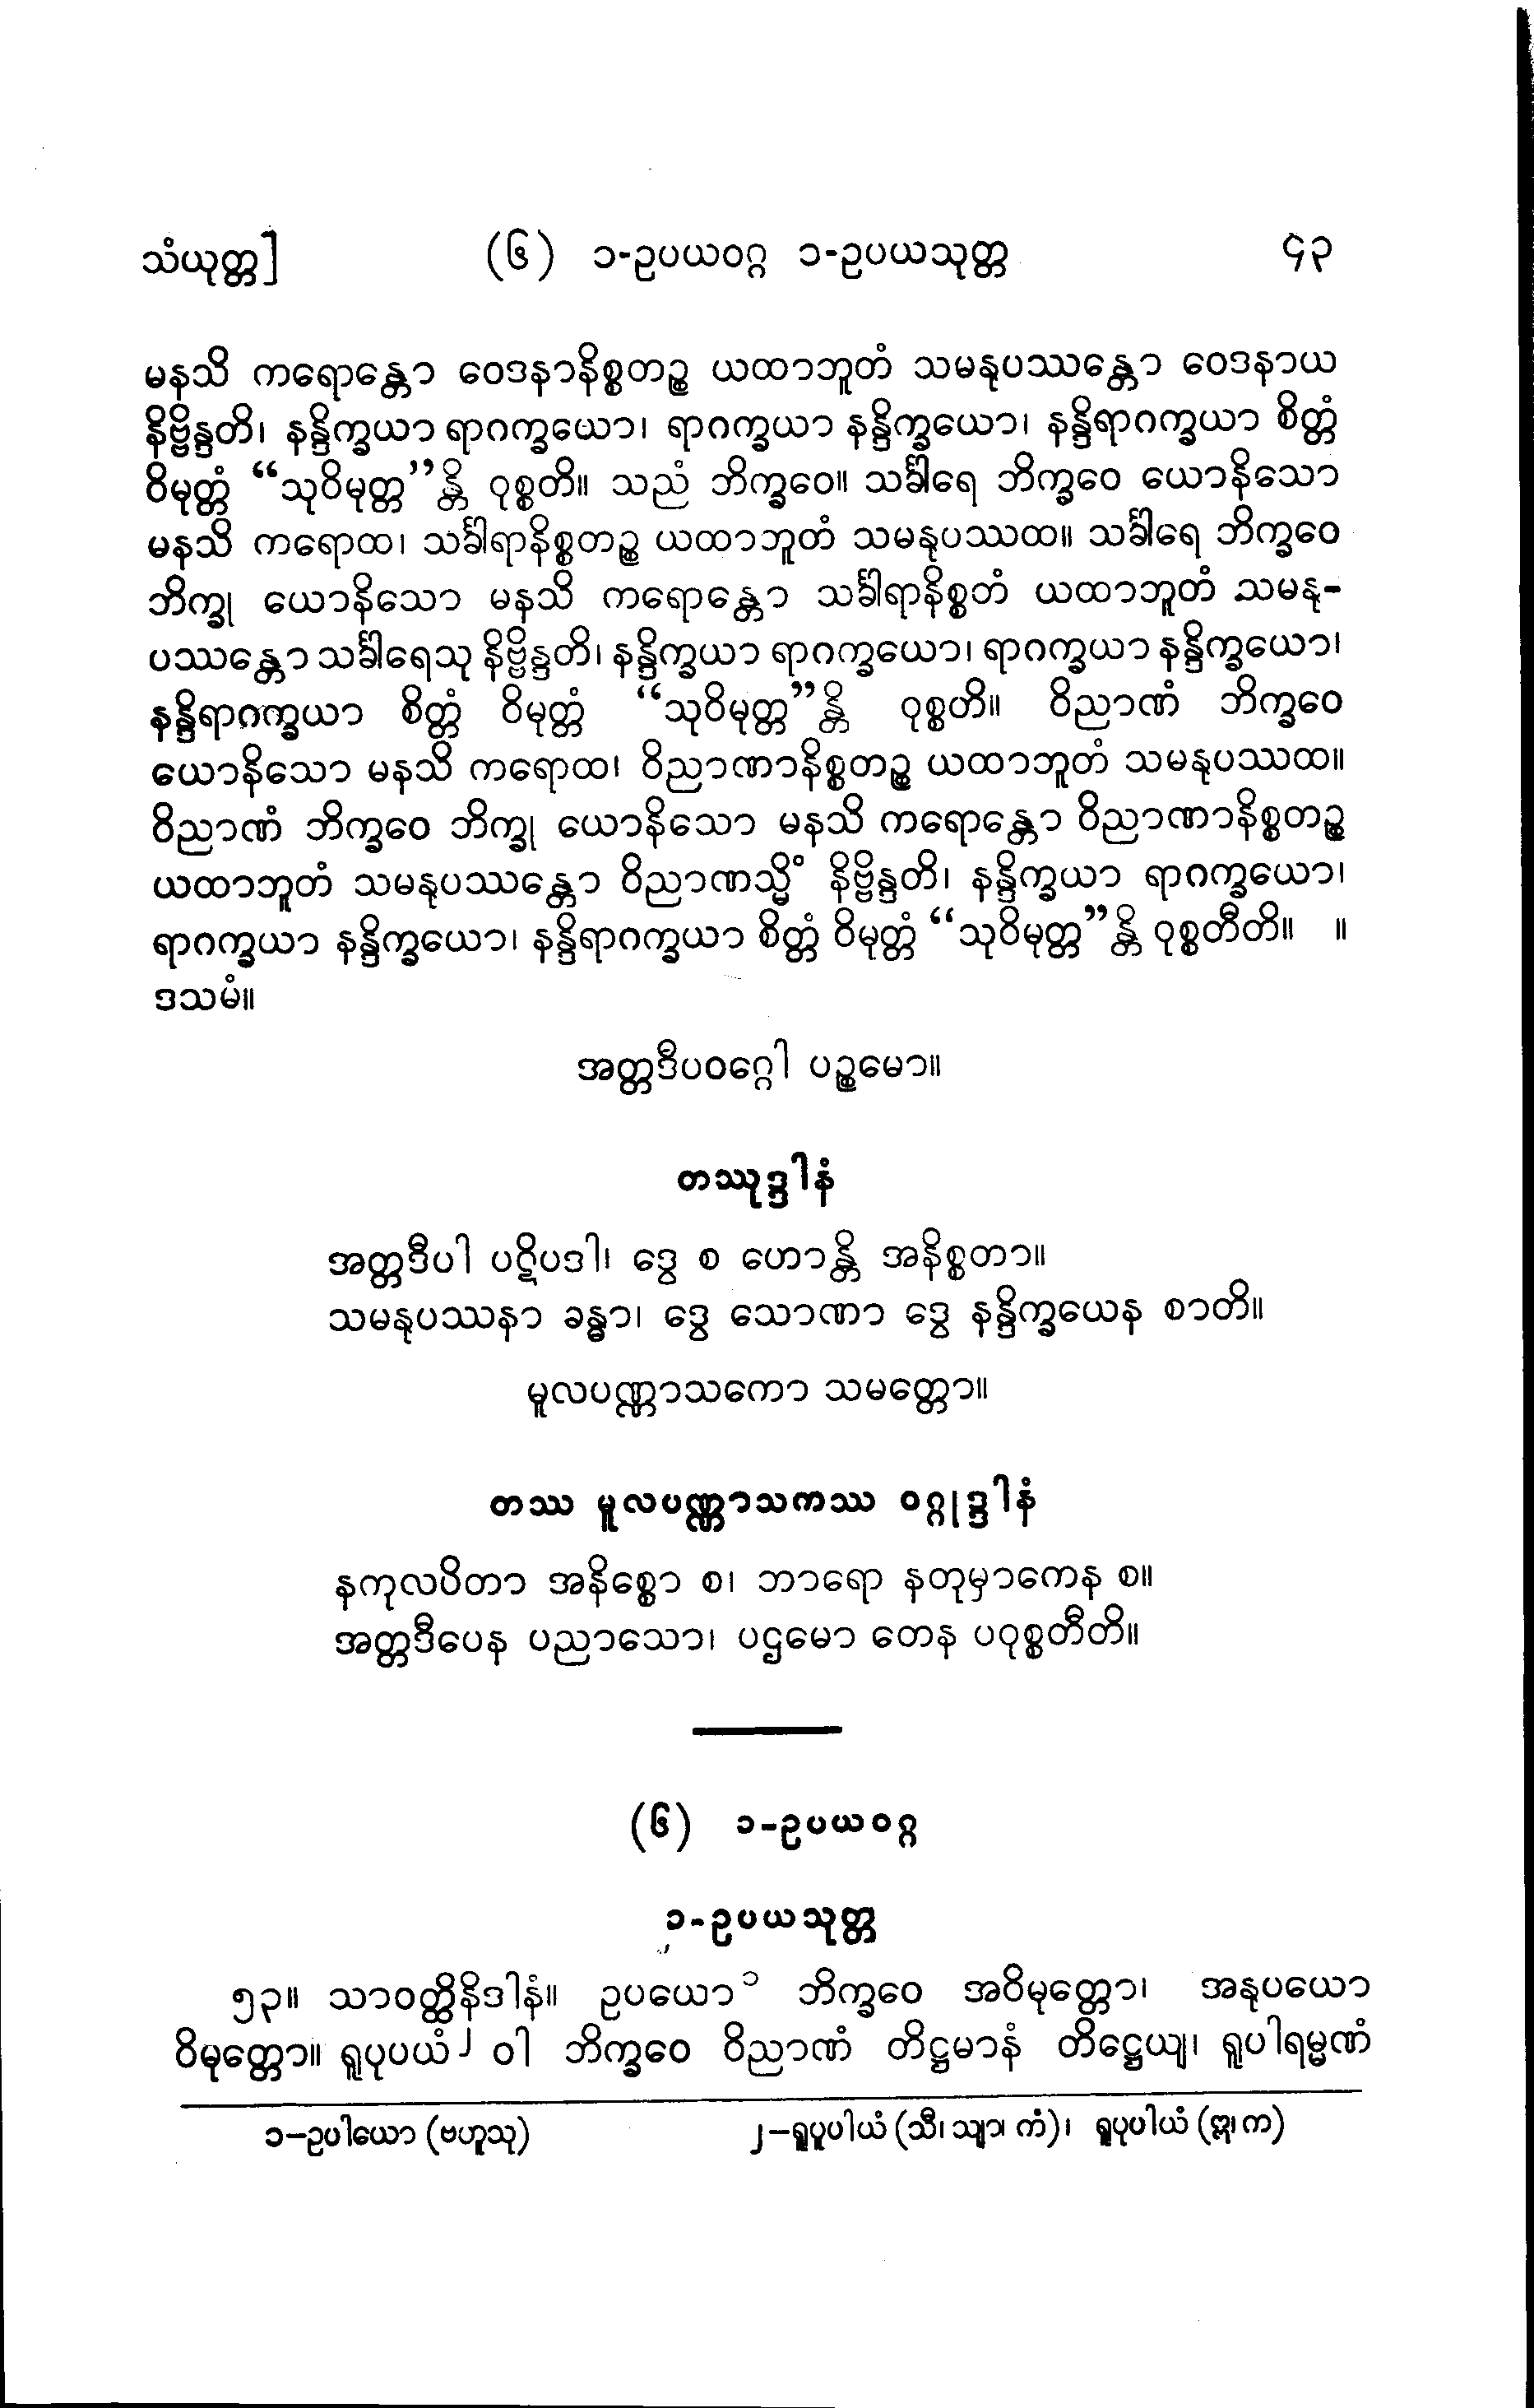 သံယုတ္တ] (၆) ၁-ဥပယဝဂ္ဂ ၁-ဥပယသုတ္တ ၄၃
မနသိ ကရောန္တော ဝေဒနာနိစ္စတဉ္စ ယထာဘူတံ သမနုပဿန္တော ဝေဒနာယ
နိဗ္ဗိန္ဒတိ၊ နန္ဒိက္ခယာ ရာဂက္ခယော၊ ရာဂက္ခယာ နန္ဒိက္ခယော၊ နန္ဒိရာဂက္ခယာ စိတ္တံ
ဝိမုတ္တံ “သုဝိမုတ္တ”န္တိ ဝုစ္စတိ။ သညံ ဘိက္ခဝေ။ သင်္ခါရေ ဘိက္ခဝေ ယောနိသော
မနသိ ကရောထ၊ သင်္ခါရာနိစ္စတဉ္စ ယထာဘူတံ သမနုပဿထ။ သင်္ခါရေ ဘိက္ခဝေ
ဘိက္ခု ယောနိသော မနသိ ကရောန္တော သင်္ခါရာနိစ္စတံ ယထာဘူတံ သမနု-
ပဿန္တော သင်္ခါရေသု နိဗ္ဗိန္ဒတိ၊ နန္ဒိက္ခယာ ရာဂက္ခယော၊ ရာဂက္ခယာ နန္ဒိက္ခယော၊
နန္ဒိရာဂက္ခယာ စိတ္တံ ဝိမုတ္တံ “သုဝိမုတ္တ”န္တိ ဝုစ္စတိ။ ဝိညာဏံ ဘိက္ခဝေ
ယောနိသော မနသိ ကရောထ၊ ဝိညာဏာနိစ္စတဉ္စ ယထာဘူတံ သမနုပဿထ။
ဝိညာဏံ ဘိက္ခဝေ ဘိက္ခု ယောနိသော မနသိ ကရောန္တော ဝိညာဏာနိစ္စတဉ္စ
ယထာဘူတံ သမနုပဿန္တော ဝိညာဏသ္မိံ နိဗ္ဗိန္ဒတိ၊ နန္ဒိက္ခယာ ရာဂက္ခယော၊
ရာဂက္ခယာ နန္ဒိက္ခယော၊ နန္ဒိရာဂက္ခယာ စိတ္တံ ဝိမုတ္တံ “သုဝိမုတ္တ”န္တိ ဝုစ္စတီတိ။ ။
ဒသမံ။
အတ္တဒီပဝဂ္ဂေါ ပဉ္စမော။
တဿုဒ္ဒါနံ
အတ္တဒီပါ ပဋိပဒါ၊ ဒွေ စ ဟောန္တိ အနိစ္စတာ။
သမနုပဿနာ ခန္ဓာ၊ ဒွေ သောဏာ ဒွေ နန္ဒိက္ခယေန စာတိ။
မူလပဏ္ဏာသကော သမတ္တော။
တဿ မူလပဏ္ဏာသကဿ ဝဂ္ဂုဒ္ဒါနံ
နကုလပိတာ အနိစ္စော စ၊ ဘာရော နတုမှာကေန စ။
အတ္တဒီပေန ပညာသော၊ ပဌမော တေန ပဝုစ္စတီတိ။
(၆) ၁-ဥပယဝဂ္ဂ
၁-ဥပယသုတ္တ
၅၃။ သာဝတ္ထိနိဒါနံ။ ဥပယော၁ ဘိက္ခဝေ အဝိမုတ္တော၊ အနုပယော
ဝိမုတ္တော။ ရူပုပယံ၂ ဝါ ဘိက္ခဝေ ဝိညာဏံ တိဋ္ဌမာနံ တိဋ္ဌေယျ၊ ရူပါရမ္မဏံ
၁-ဥပါယော (ဗဟူသု) ၂-ရူပူပါယံ (သီ၊ သျာ၊ ကံ)၊ ရူပုပါယံ (ဣ၊ က)